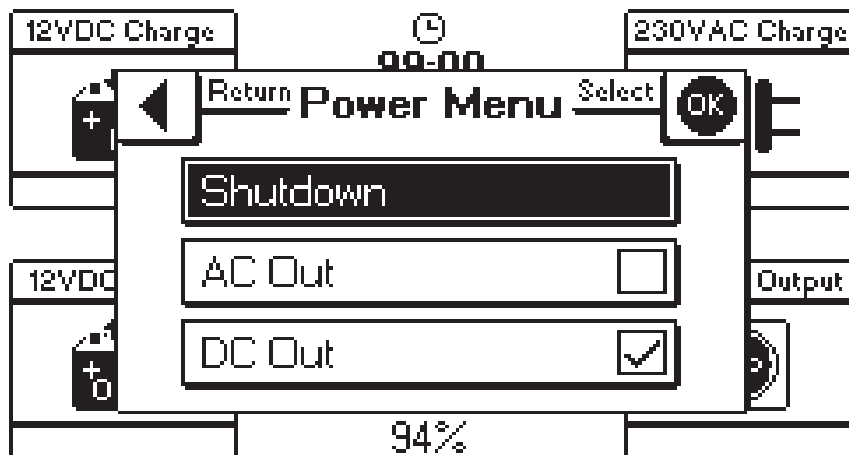 12VDC Charge
230VAC Charge
Return Power Menu Select OK
Shutdown
AC Out
12VDC
Output
DC Out
94%